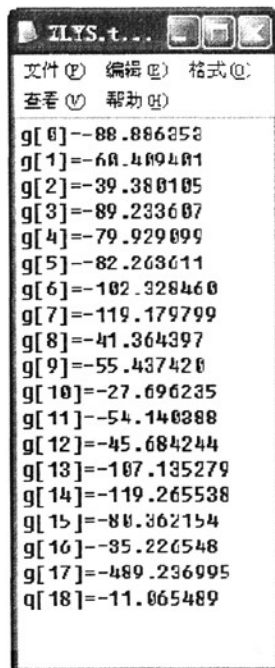 ZLYS.t...
文件(F) 编辑(E) 格式(O)
查看(V) 帮助(H)
g[0]=-88.886353
g[1]=-60.409401
g[2]=-39.380105
g[3]=-89.233607
g[4]=-79.929099
g[5]=-82.263611
g[6]=-102.328460
g[7]=-119.179799
g[8]=-41.364397
g[9]=-55.437420
g[10]=-27.696235
g[11]=-54.140388
g[12]=-45.684244
g[13]=-107.135279
g[14]=-119.265538
g[15]=-80.362154
g[16]=-35.226548
g[17]=-489.236995
g[18]=-11.065489